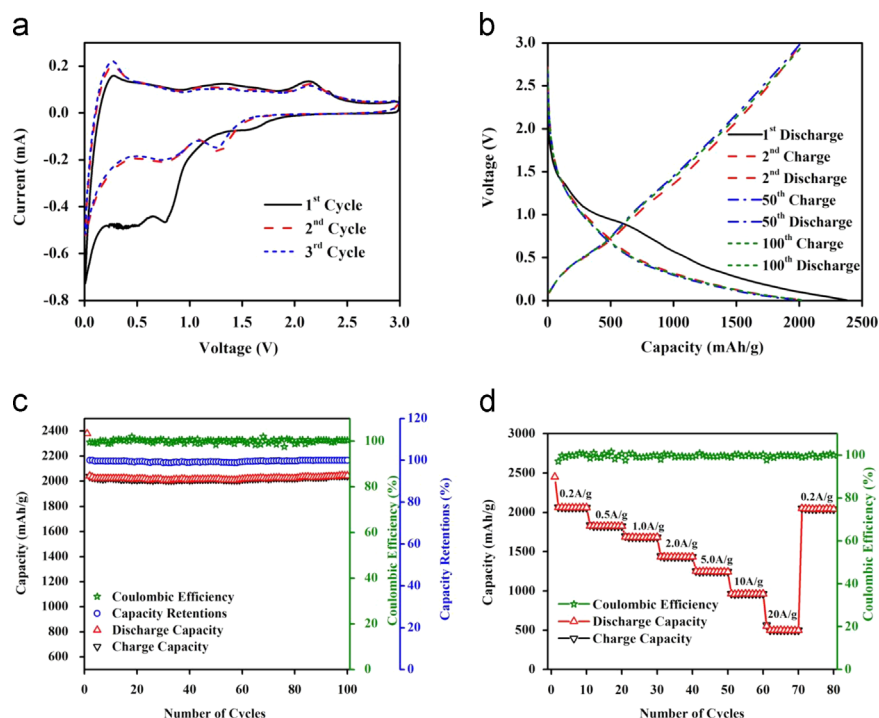 a
0.2
0.0
-0.2
-0.4
-0.6
-0.8
Current (mA)
1st Cycle
2nd Cycle
3rd Cycle
0.0 0.5 1.0 1.5 2.0 2.5 3.0
Voltage (V)
b
3.0
2.5
2.0
1.5
1.0
0.5
0.0
Voltage (V)
1st Discharge
2nd Charge
2nd Discharge
50th Charge
50th Discharge
100th Charge
100th Discharge
0 500 1000 1500 2000 2500
Capacity (mAh/g)
c
2400
2200
2000
1800
1600
1400
1200
1000
800
600
Capacity (mAh/g)
Coulombic Efficiency
Capacity Retentions
Discharge Capacity
Charge Capacity
0 20 40 60 80 100
Number of Cycles
100
80
60
40
20
0
Coulombic Efficiency (%)
120
100
80
60
40
20
0
Capacity Retentions (%)
d
3000
2500
2000
1500
1000
500
0
Capacity (mAh/g)
0.2A/g
0.5A/g
1.0A/g
2.0A/g
5.0A/g
10A/g
20A/g
0.2A/g
Coulombic Efficiency
Discharge Capacity
Charge Capacity
0 10 20 30 40 50 60 70 80
Number of Cycles
100
80
60
40
20
0
Coulombic Efficiency (%)